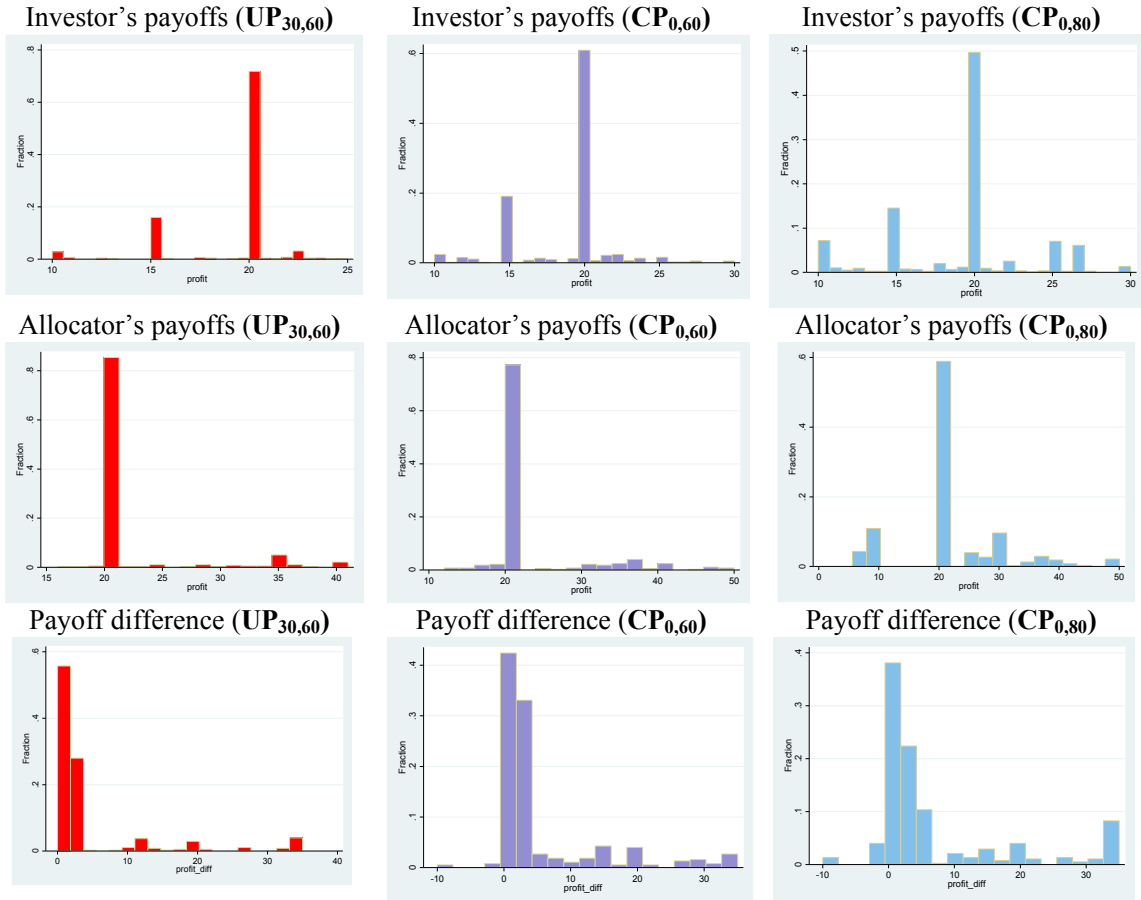 Investor's payoffs (UP30,60)
Investor's payoffs (CP0,60)
Investor's payoffs (CP0,80)
Fraction
0 .2 .4 .6 .8
10 15 20 25
profit
Fraction
0 .2 .4 .6
10 15 20 25 30
profit
Fraction
0 .1 .2 .3 .4 .5
10 15 20 25 30
profit
Allocator's payoffs (UP30,60)
Allocator's payoffs (CP0,60)
Allocator's payoffs (CP0,80)
Fraction
0 .2 .4 .6 .8
15 20 25 30 35 40
profit
Fraction
0 .2 .4 .6 .8
10 20 30 40 50
profit
Fraction
0 .2 .4 .6
0 10 20 30 40 50
profit
Payoff difference (UP30,60)
Payoff difference (CP0,60)
Payoff difference (CP0,80)
Fraction
0 .2 .4 .6
0 10 20 30 40
profit_diff
Fraction
0 .1 .2 .3 .4
-10 0 10 20 30
profit_diff
Fraction
0 .1 .2 .3 .4
-10 0 10 20 30
profit_diff